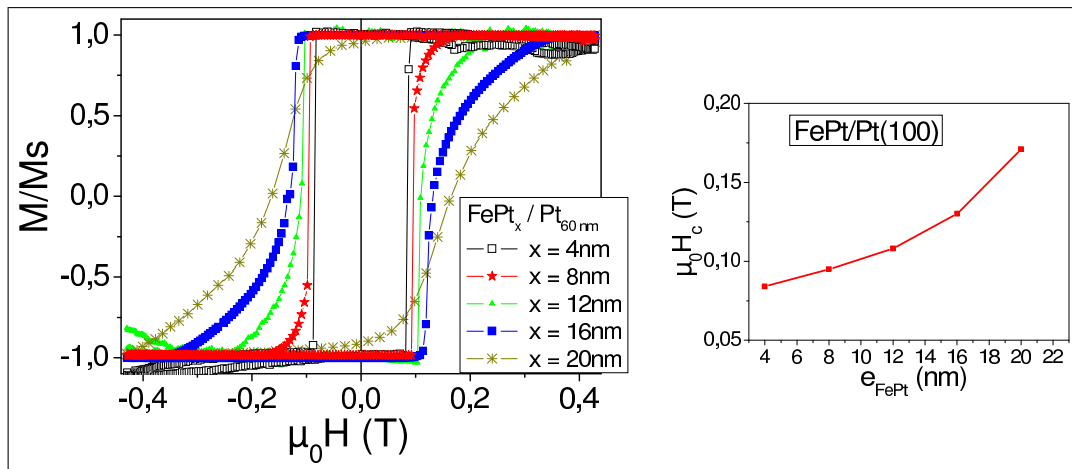 1,0
0,5
0,0
-0,5
-1,0
M/Ms
-0,4 -0,2 0,0 0,2 0,4
μ0H (T)
FePtx / Pt60 nm
x = 4nm
x = 8nm
x = 12nm
x = 16nm
x = 20nm
0,20
0,15
0,10
0,05
μ0Hc (T)
FePt/Pt(100)
4 6 8 10 12 14 16 18 20 22
eFePt (nm)